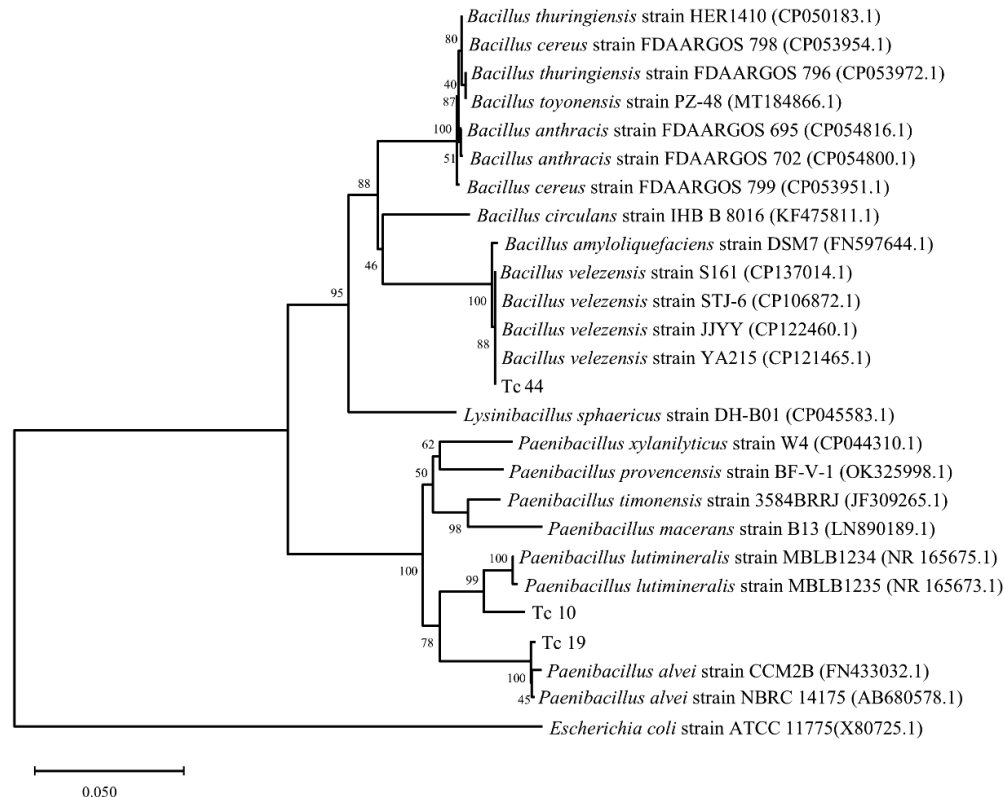 Bacillus thuringiensis strain HER1410 (CP050183.1)
80
Bacillus cereus strain FDAARGOS 798 (CP053954.1)
Bacillus thuringiensis strain FDAARGOS 796 (CP053972.1)
40
87
Bacillus toyonensis strain PZ-48 (MT184866.1)
100
Bacillus anthracis strain FDAARGOS 695 (CP054816.1)
51
Bacillus anthracis strain FDAARGOS 702 (CP054800.1)
Bacillus cereus strain FDAARGOS 799 (CP053951.1)
88
Bacillus circulans strain IHB B 8016 (KF475811.1)
Bacillus amyloliquefaciens strain DSM7 (FN597644.1)
46
Bacillus velezensis strain S161 (CP137014.1)
95
100
Bacillus velezensis strain STJ-6 (CP106872.1)
Bacillus velezensis strain JJYY (CP122460.1)
88
Bacillus velezensis strain YA215 (CP121465.1)
Tc 44
Lysinibacillus sphaericus strain DH-B01 (CP045583.1)
62
Paenibacillus xylanilyticus strain W4 (CP044310.1)
50
Paenibacillus provencensis strain BF-V-1 (OK325998.1)
Paenibacillus timonensis strain 3584BRRJ (JF309265.1)
98
Paenibacillus macerans strain B13 (LN890189.1)
100
Paenibacillus lutimineralis strain MBLB1234 (NR 165675.1)
100
99
Paenibacillus lutimineralis strain MBLB1235 (NR 165673.1)
Tc 10
78
Tc 19
100
Paenibacillus alvei strain CCM2B (FN433032.1)
45
Paenibacillus alvei strain NBRC 14175 (AB680578.1)
Escherichia coli strain ATCC 11775(X80725.1)
0.050